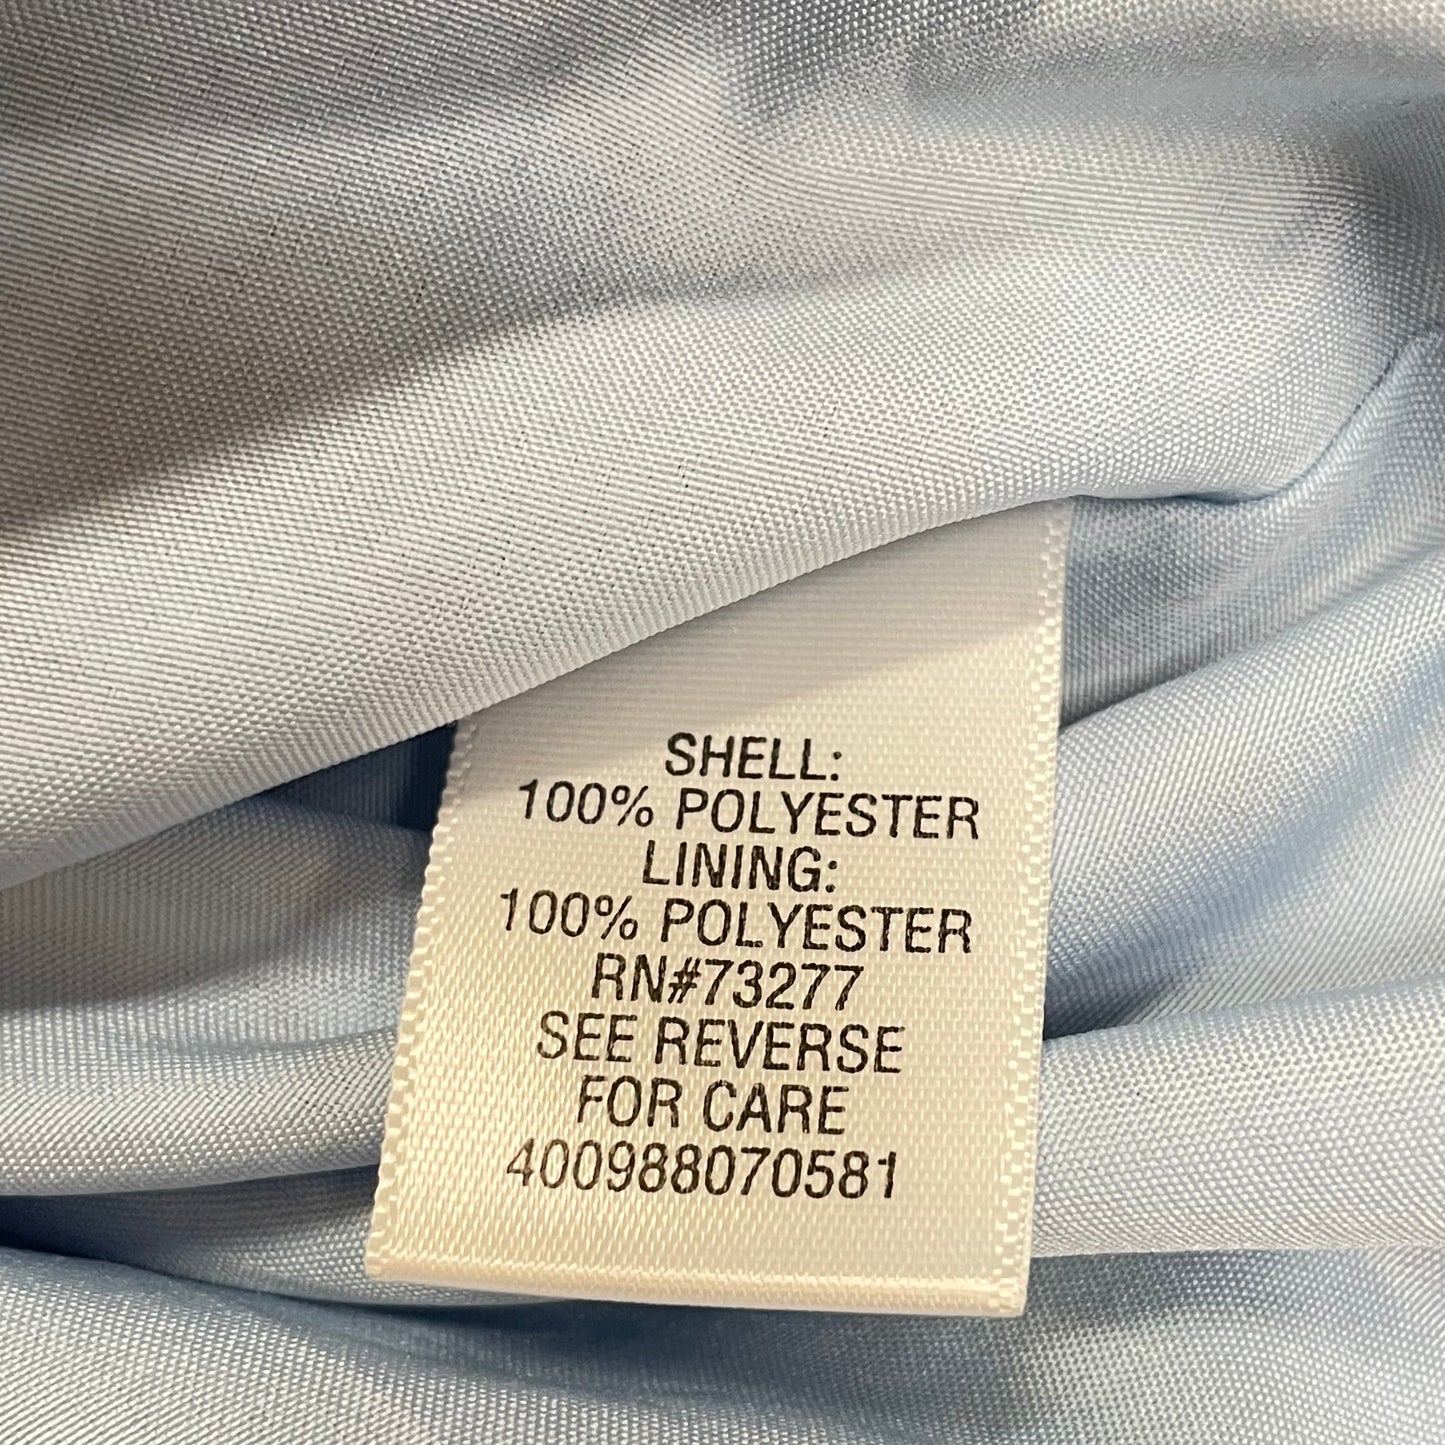 SHELL:
100% POLYESTER
LINING:
100% POLYESTER
RN#73277
SEE REVERSE
FOR CARE
400988070581